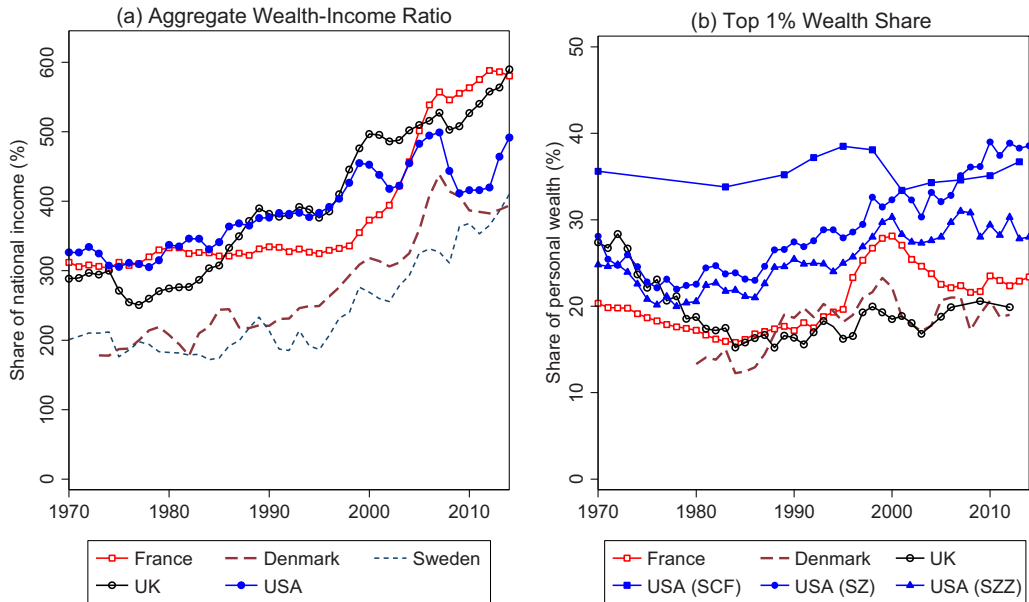 (a) Aggregate Wealth-Income Ratio
Share of national income (%)
600
500
400
300
200
100
0
1970 1980 1990 2000 2010
France Denmark Sweden
UK USA
(b) Top 1% Wealth Share
Share of personal wealth (%)
50
40
30
20
10
0
1970 1980 1990 2000 2010
France Denmark UK
USA (SCF) USA (SZ) USA (SZZ)